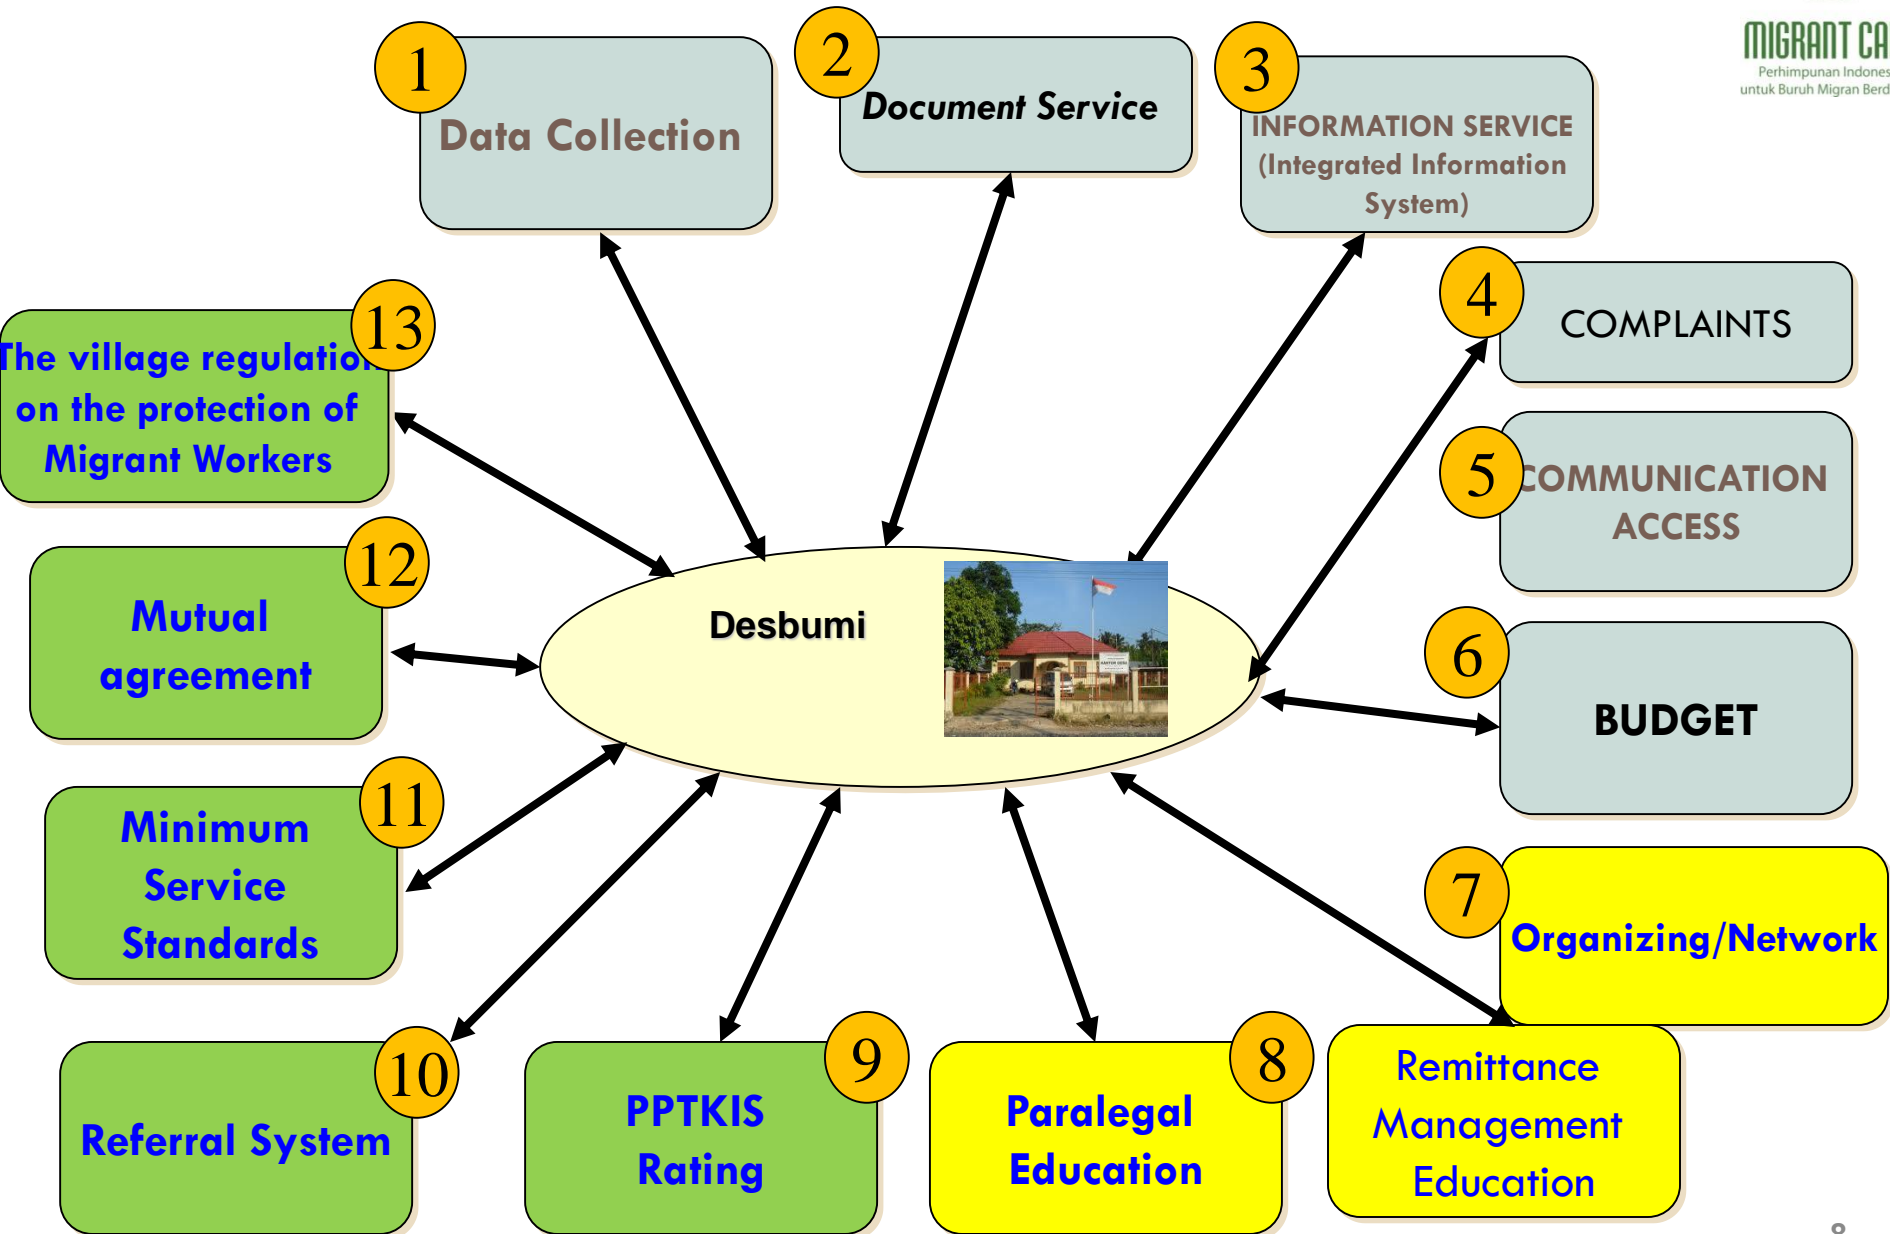 MIGRANT CA
Perhimpunan Indones
untuk Buruh Migran Berd
1
Data Collection
2
Document Service
3
INFORMATION SERVICE
(Integrated Information
System)
4
COMPLAINTS
5
COMMUNICATION
ACCESS
6
BUDGET
7
Organizing/Network
Remittance
Management
Education
8
Paralegal
Education
9
PPTKIS
Rating
10
Referral System
11
Minimum
Service
Standards
12
Mutual
agreement
13
The village regulation
on the protection of
Migrant Workers
Desbumi
8